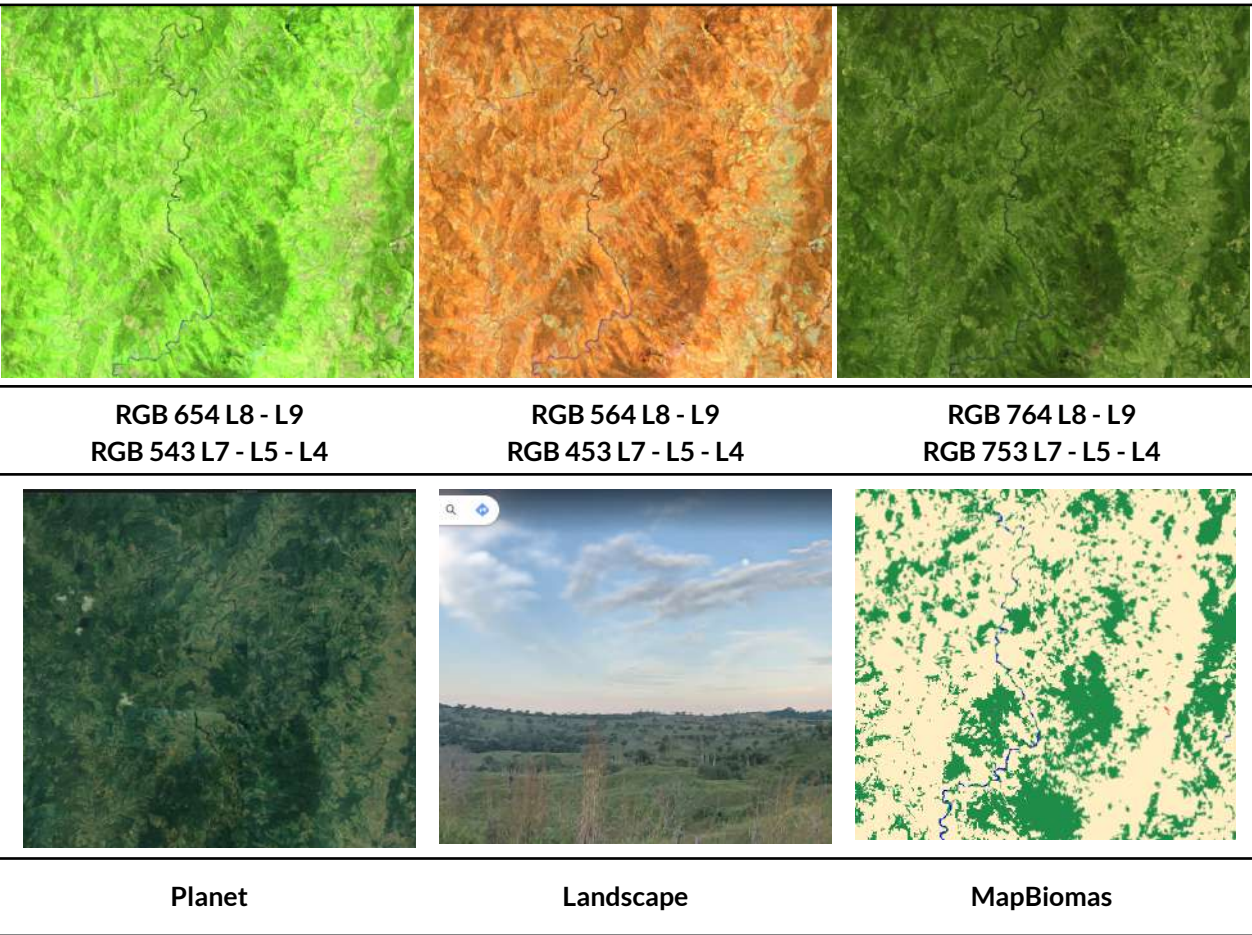 RGB 654 L8 - L9
RGB 543 L7 - L5 - L4
RGB 564 L8 - L9
RGB 453 L7 - L5 - L4
RGB 764 L8 - L9
RGB 753 L7 - L5 - L4
Planet
Landscape
MapBiomas